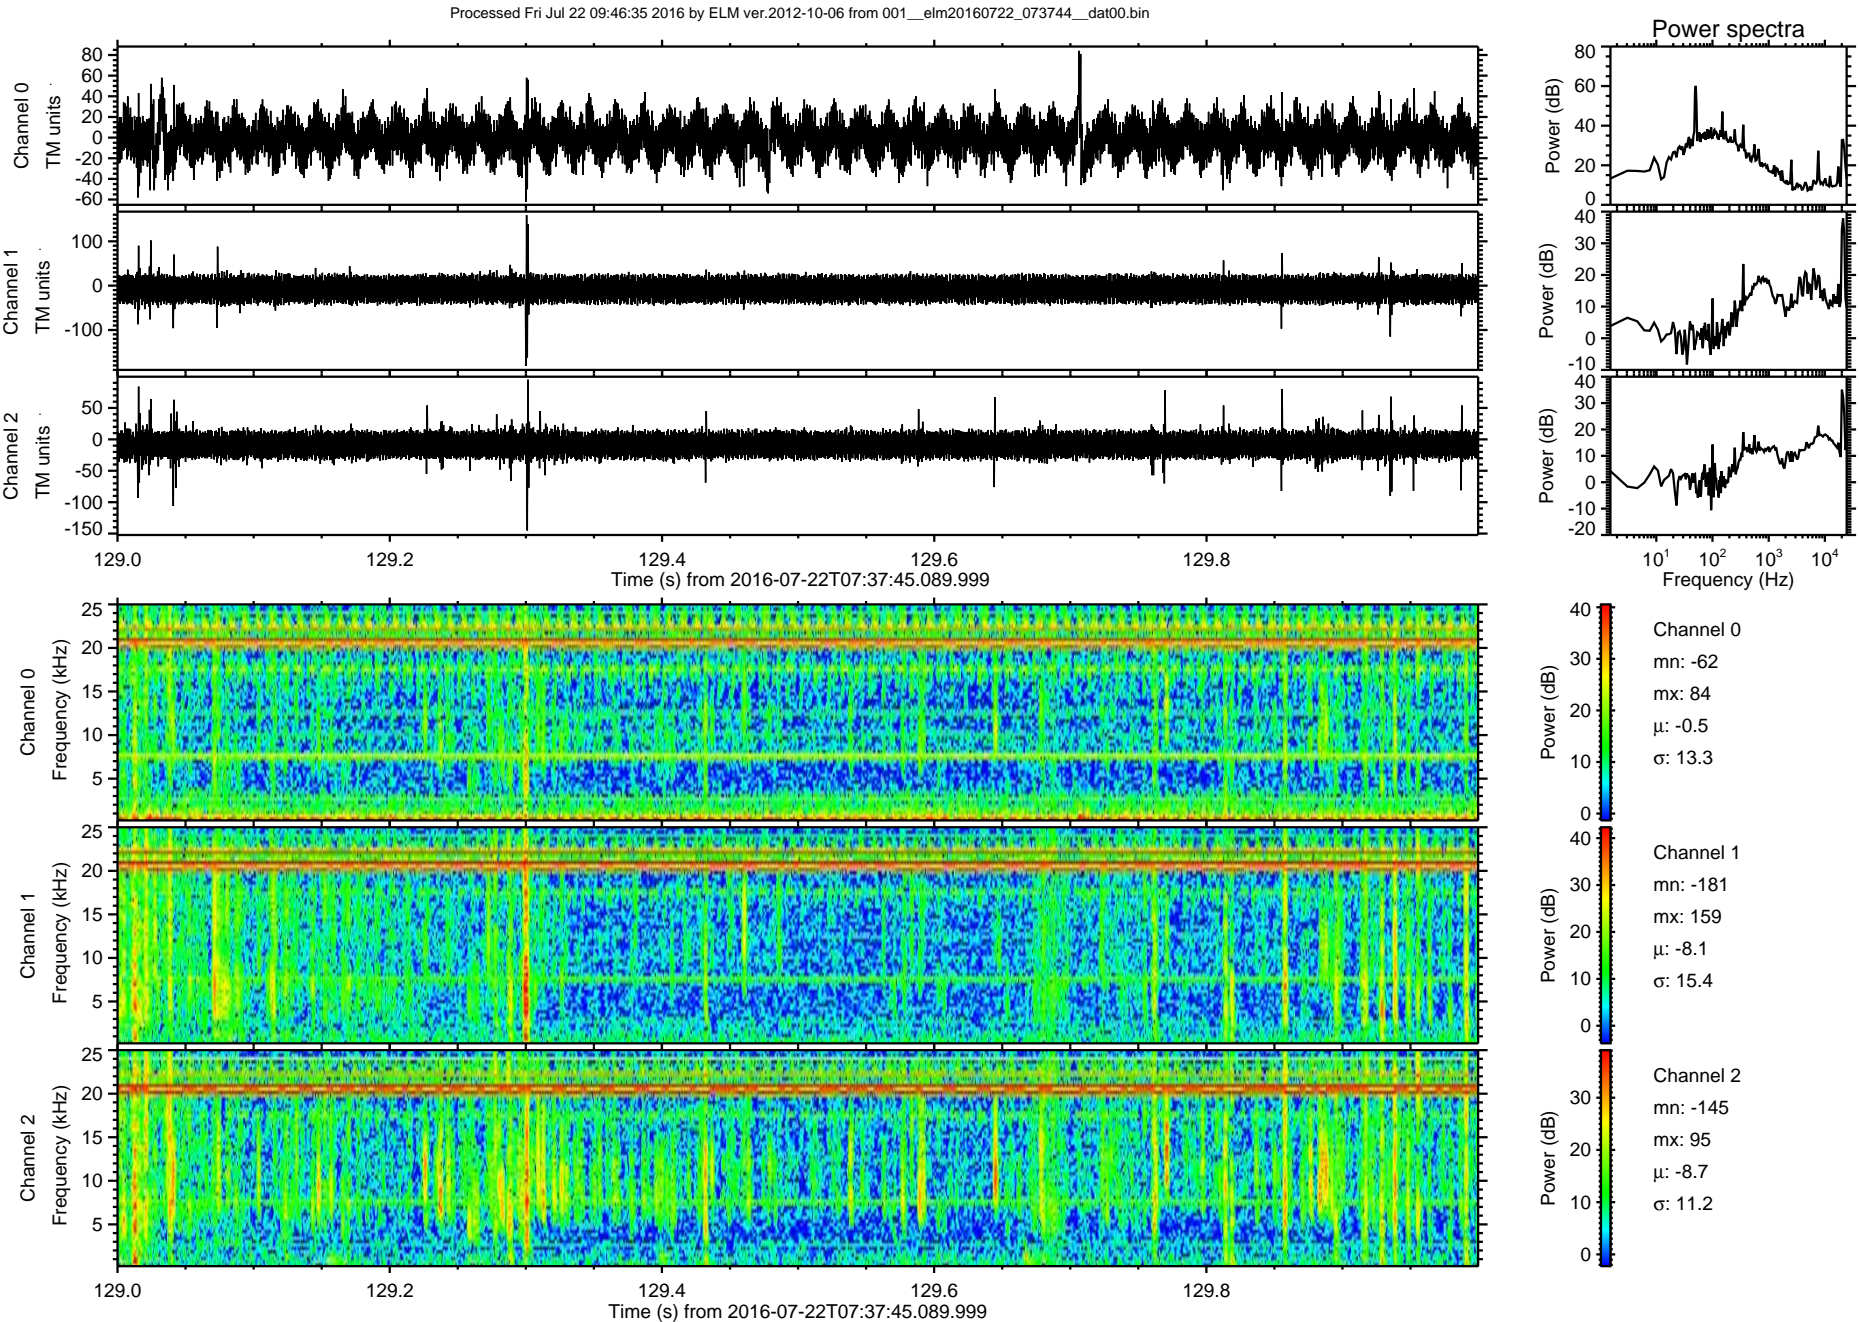 Processed Fri Jul 22 09:46:35 2016 by ELM ver.2012-10-06 from 001__elm20160722_073744__dat00.bin
Power spectra
Channel 0
TM units
80
60
40
20
0
-20
-40
-60
Power (dB)
80
60
40
20
0
Channel 1
TM units
100
0
-100
Power (dB)
40
30
20
10
0
-10
Channel 2
TM units
50
0
-50
-100
-150
Power (dB)
40
30
20
10
0
-10
-20
129.0 129.2 129.4 129.6 129.8
Time (s) from 2016-07-22T07:37:45.089.999
10¹ 10² 10³ 10⁴
Frequency (Hz)
Channel 0
Frequency (kHz)
25
20
15
10
5
Power (dB)
40
30
20
10
0
Channel 0
mn: -62
mx: 84
μ: -0.5
σ: 13.3
Channel 1
Frequency (kHz)
25
20
15
10
5
Power (dB)
40
30
20
10
0
Channel 1
mn: -181
mx: 159
μ: -8.1
σ: 15.4
Channel 2
Frequency (kHz)
25
20
15
10
5
Power (dB)
30
20
10
0
Channel 2
mn: -145
mx: 95
μ: -8.7
σ: 11.2
129.0 129.2 129.4 129.6 129.8
Time (s) from 2016-07-22T07:37:45.089.999